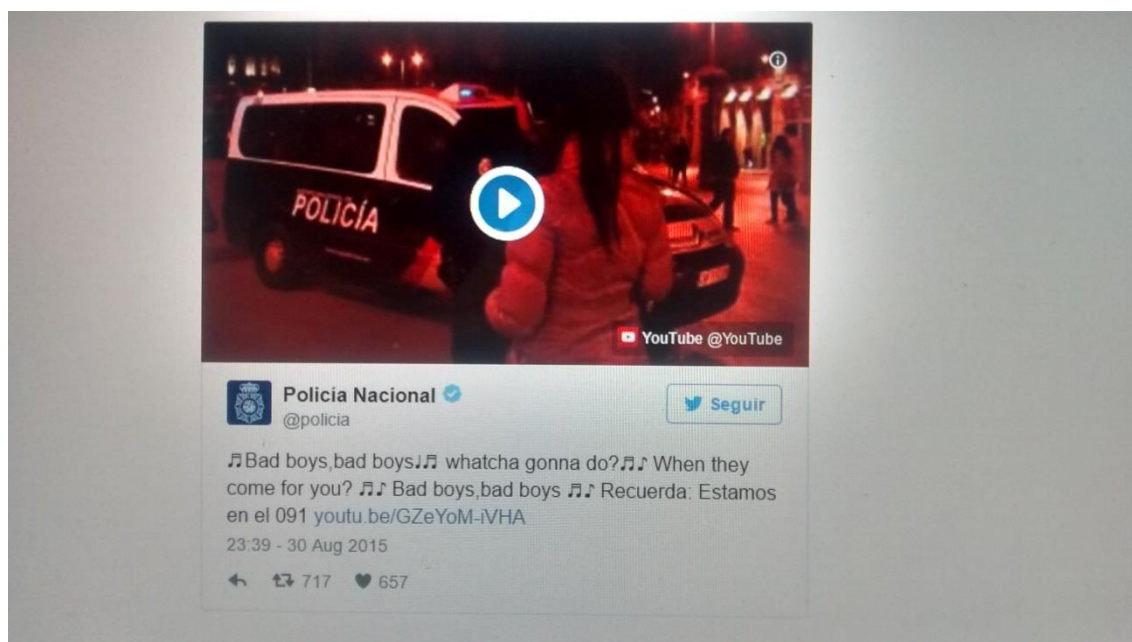 POLICÍA
YouTube @YouTube
Policía Nacional
@policia
Seguir
♬Bad boys,bad boys♩♬ whatcha gonna do?♬♪ When they
come for you? ♬♪ Bad boys,bad boys ♬♪ Recuerda: Estamos
en el 091 youtu.be/GZeYoM-iVHA
23:39 - 30 Aug 2015
717 657